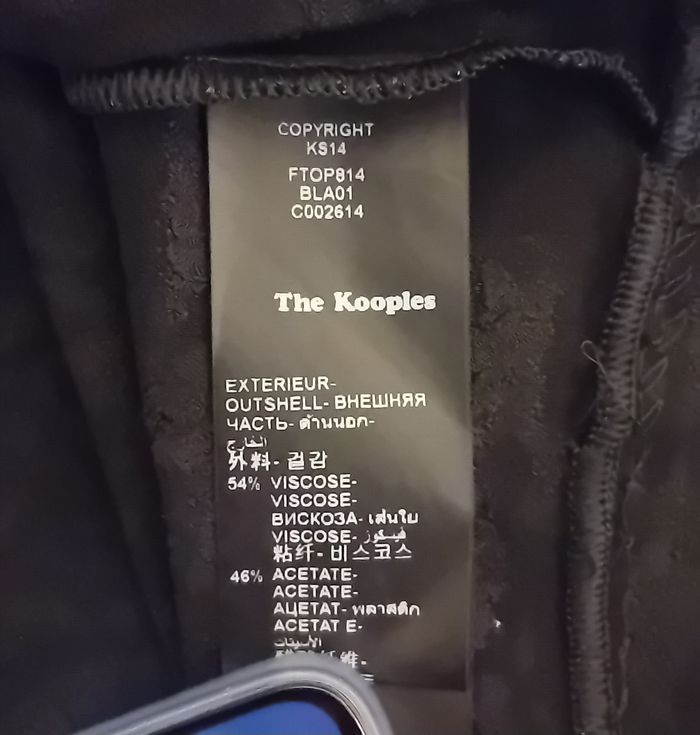 COPYRIGHT
KS14
FTOP814
BLA01
C002614
The Kooples
EXTERIEUR-
OUTSHELL- ВНЕШНЯЯ
ЧАСТЬ- ด้านนอก-
الخارج
外料- 겉감
54% VISCOSE-
VISCOSE-
ВИСКОЗА- เส้นใย
VISCOSE- فيسكوز
粘纤- 비스코스
46% ACETATE-
ACETATE-
АЦЕТАТ- พลาสติก
ACETAT E-